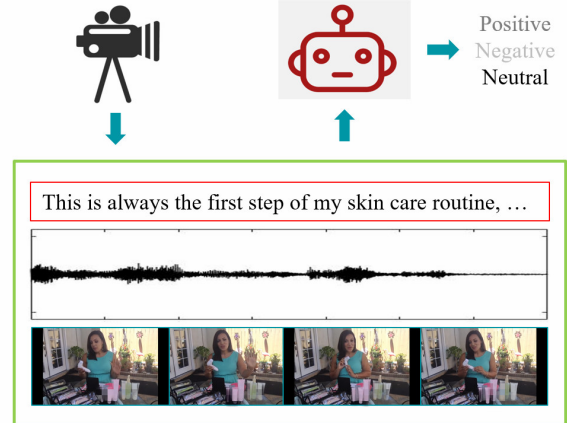 Positive
Negative
Neutral
This is always the first step of my skin care routine, …